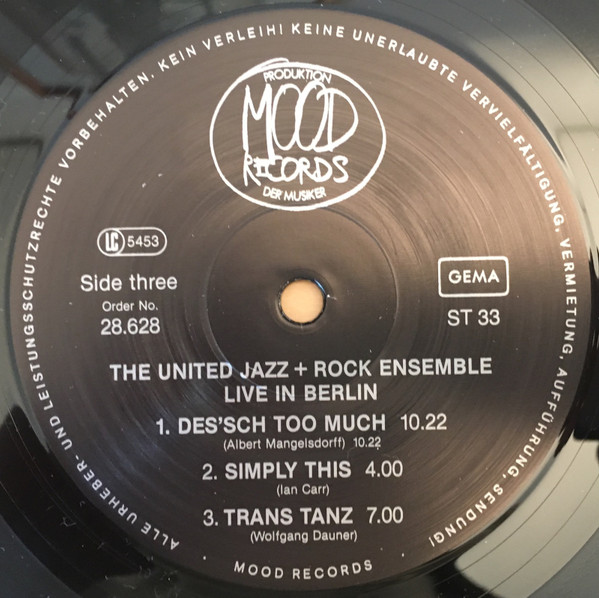 ALLE URHEBER- UND LEISTUNGSSCHUTZRECHTE VORBEHALTEN. KEIN VERLEIH! KEINE UNERLAUBTE VERVIELFÄLTIGUNG, VERMIETUNG, AUFFÜHRUNG, SENDUNG!
PRODUKTION
MOOD
RECORDS
DER MUSIKER
LC 5453
Side three
Order No.
28.628
GEMA
ST 33
THE UNITED JAZZ + ROCK ENSEMBLE
LIVE IN BERLIN
1. DES'SCH TOO MUCH 10.22
(Albert Mangelsdorff) 10.22
2. SIMPLY THIS 4.00
(Ian Carr)
3. TRANS TANZ 7.00
(Wolfgang Dauner)
MOOD RECORDS